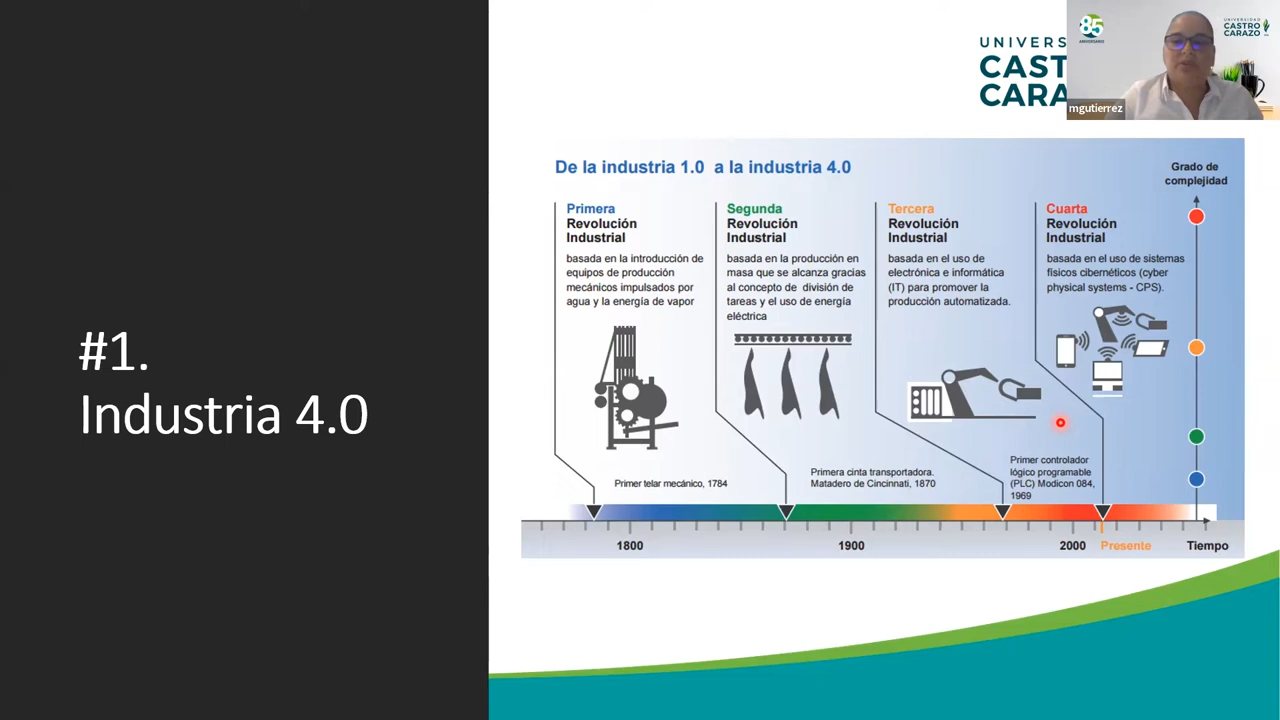 #1.
Industria 4.0
UNIVERS
CAST
CARA
85
ANIVERSARIO
UNIVERSIDAD
CASTRO
CARAZO
mgutierrez
De la industria 1.0 a la industria 4.0
Grado de
complejidad
Primera
Revolución
Industrial
basada en la introducción de
equipos de producción
mecánicos impulsados por
agua y la energía de vapor
Segunda
Revolución
Industrial
basada en la producción en
masa que se alcanza gracias
al concepto de división de
tareas y el uso de energía
eléctrica
Tercera
Revolución
Industrial
basada en el uso de
electrónica e informática
(IT) para promover la
producción automatizada.
Cuarta
Revolución
Industrial
basada en el uso de sistemas
físicos cibernéticos (cyber
physical systems - CPS).
Primer telar mecánico, 1784
Primera cinta transportadora.
Matadero de Cincinnati, 1870
Primer controlador
lógico programable
(PLC) Modicon 084,
1969
1800
1900
2000
Presente
Tiempo